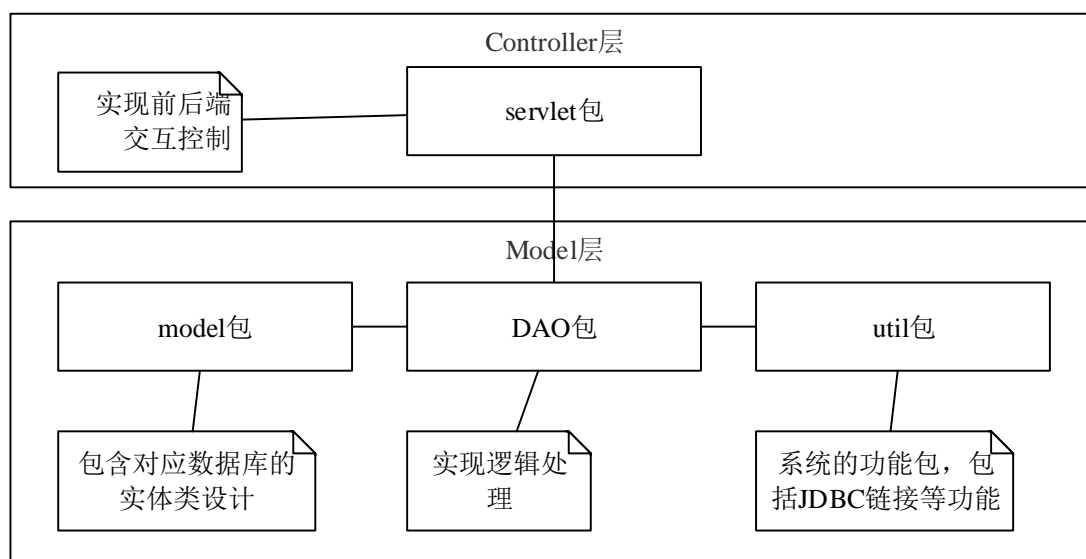 Controller层
实现前后端
交互控制
servlet包
Model层
model包
DAO包
util包
包含对应数据库的
实体类设计
实现逻辑处
理
系统的功能包，包
括JDBC链接等功能